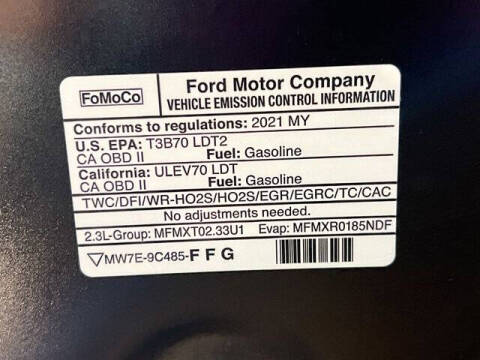 FoMoCo
Ford Motor Company
VEHICLE EMISSION CONTROL INFORMATION
Conforms to regulations: 2021 MY
U.S. EPA: T3B70 LDT2
CA OBD II Fuel: Gasoline
California: ULEV70 LDT
CA OBD II Fuel: Gasoline
TWC/DFI/WR-HO2S/HO2S/EGR/EGRC/TC/CAC
No adjustments needed.
2.3L-Group: MFMXT02.33U1 Evap: MFMXR0185NDF
MW7E-9C485-F F G